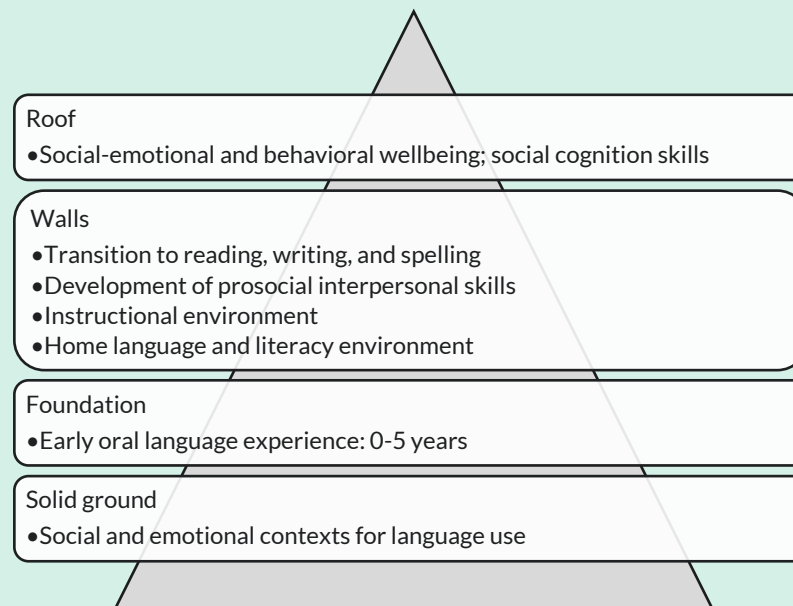 Roof
•Social-emotional and behavioral wellbeing; social cognition skills
Walls
•Transition to reading, writing, and spelling
•Development of prosocial interpersonal skills
•Instructional environment
•Home language and literacy environment
Foundation
•Early oral language experience: 0-5 years
Solid ground
•Social and emotional contexts for language use